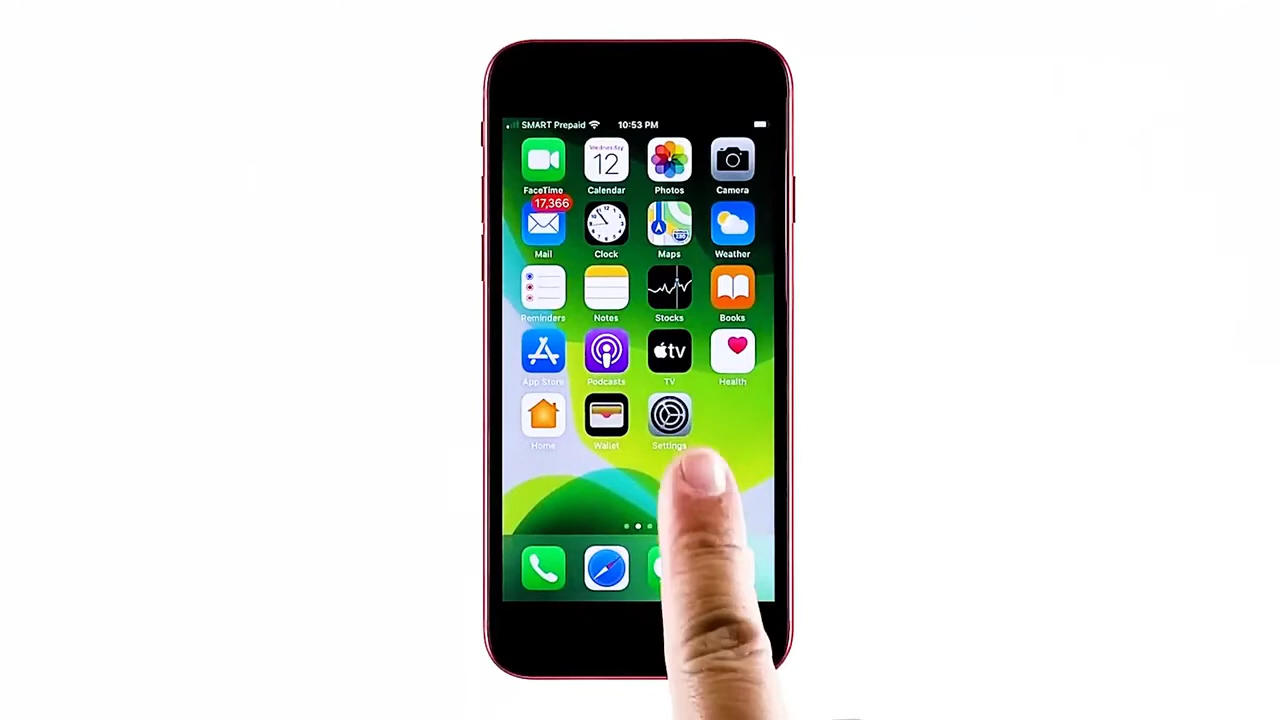 SMART Prepaid 10:53 PM
Wednesday
12
FaceTime Calendar Photos Camera
17,366
Mail Clock Maps Weather
Reminders Notes Stocks Books
tv
App Store Podcasts TV Health
Home Wallet Settings